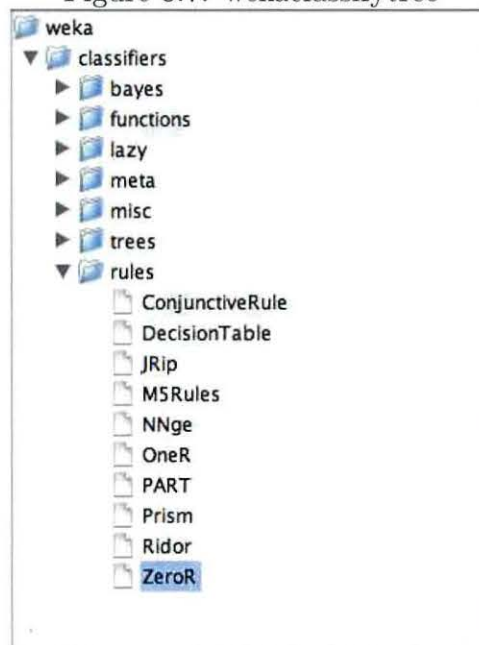 weka
classifiers
bayes
functions
lazy
meta
misc
trees
rules
ConjunctiveRule
DecisionTable
JRip
M5Rules
NNge
OneR
PART
Prism
Ridor
ZeroR